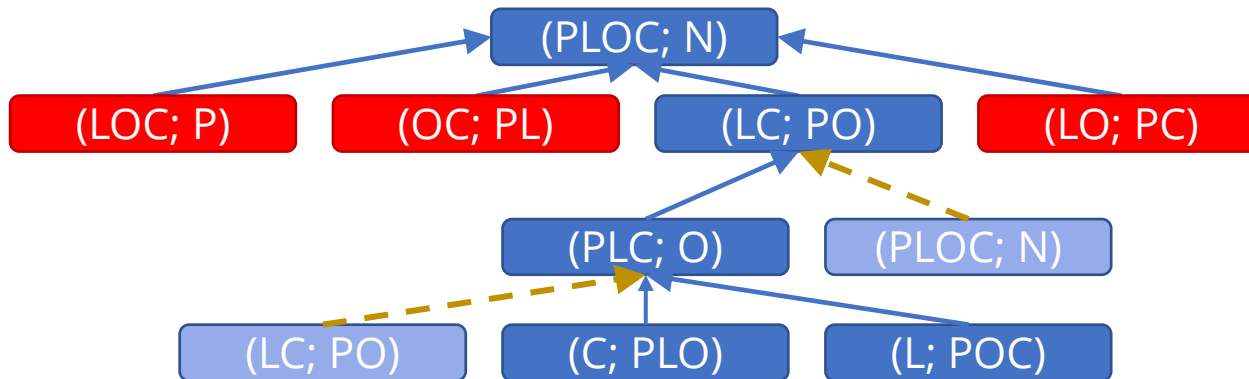 (PLOC; N)
(LOC; P)
(OC; PL)
(LC; PO)
(LO; PC)
(PLC; O)
(PLOC; N)
(LC; PO)
(C; PLO)
(L; POC)